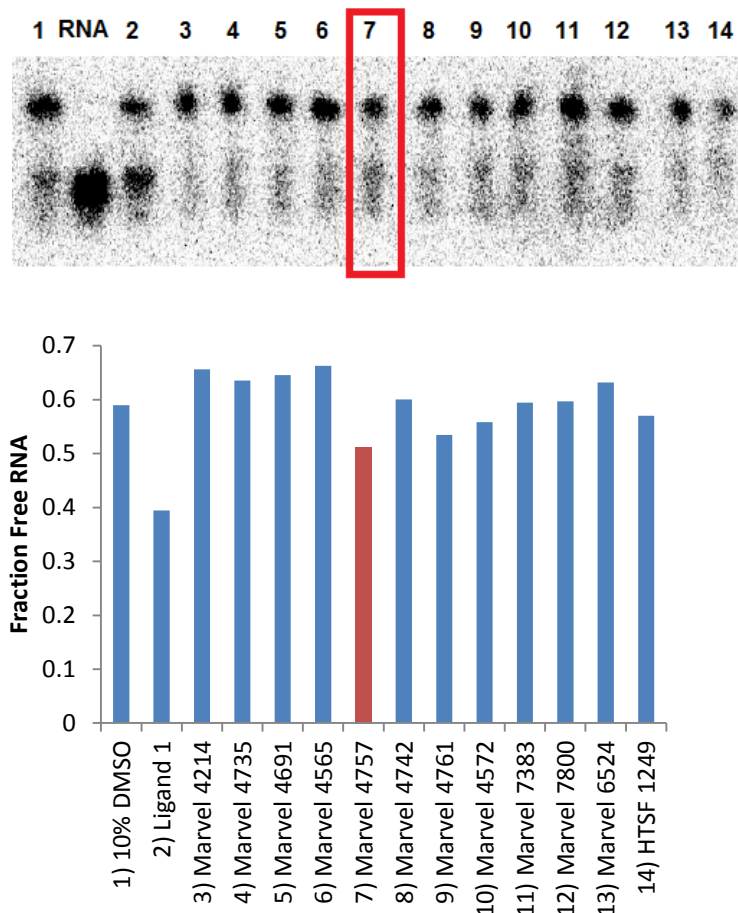 1 RNA 2 3 4 5 6 7 8 9 10 11 12 13 14
0.7
0.6
0.5
0.4
0.3
0.2
0.1
0
Fraction Free RNA
1) 10% DMSO
2) Ligand 1
3) Marvel 4214
4) Marvel 4735
5) Marvel 4691
6) Marvel 4565
7) Marvel 4757
8) Marvel 4742
9) Marvel 4761
10) Marvel 4572
11) Marvel 7383
12) Marvel 7800
13) Marvel 6524
14) HTSF 1249